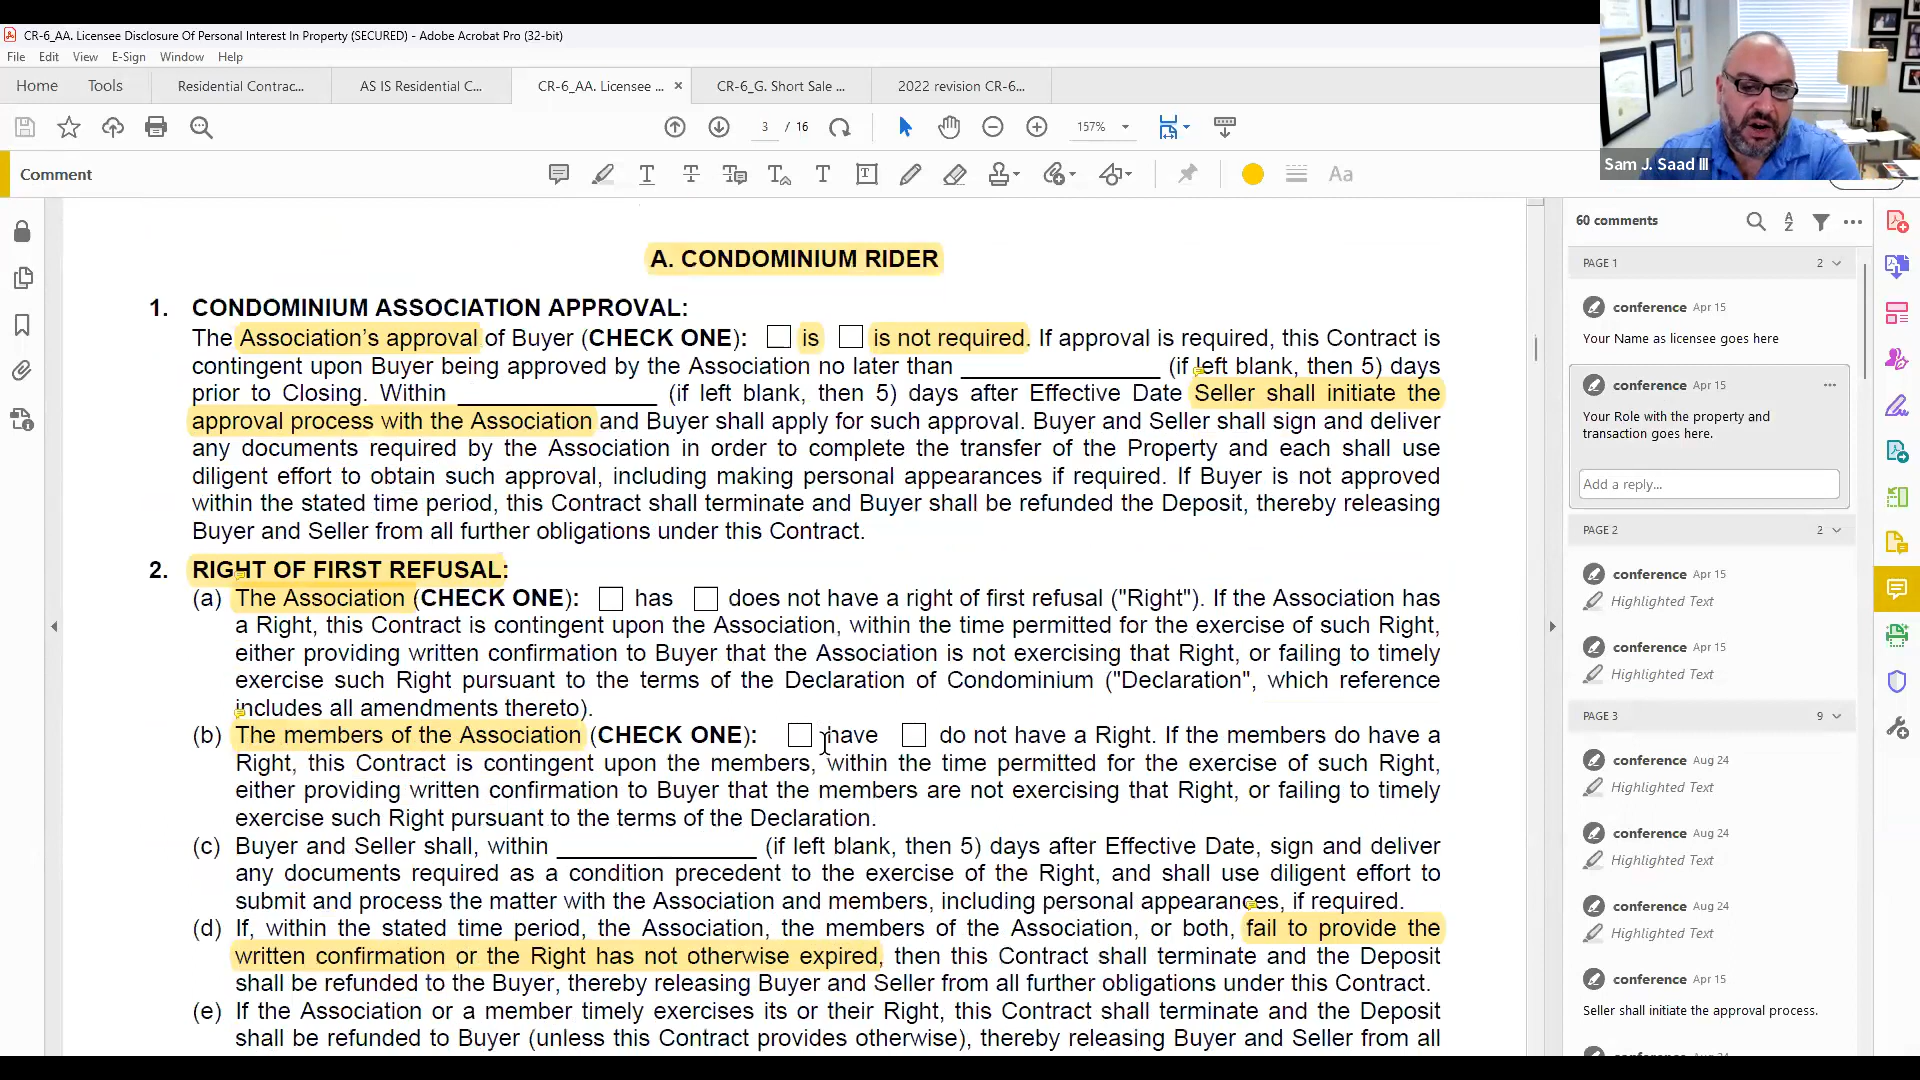 CR-6_AA. Licensee Disclosure Of Personal Interest In Property (SECURED) - Adobe Acrobat Pro (32-bit)
File Edit View E-Sign Window Help
Home Tools Residential Contrac... AS IS Residential C... CR-6_AA. Licensee ... × CR-6_G. Short Sale ... 2022 revision CR-6...
3 / 16 157%
Comment
Aa
Sam J. Saad III
A. CONDOMINIUM RIDER
1. CONDOMINIUM ASSOCIATION APPROVAL:
The Association's approval of Buyer (CHECK ONE): is is not required. If approval is required, this Contract is
contingent upon Buyer being approved by the Association no later than ________________ (if left blank, then 5) days
prior to Closing. Within ________________ (if left blank, then 5) days after Effective Date Seller shall initiate the
approval process with the Association and Buyer shall apply for such approval. Buyer and Seller shall sign and deliver
any documents required by the Association in order to complete the transfer of the Property and each shall use
diligent effort to obtain such approval, including making personal appearances if required. If Buyer is not approved
within the stated time period, this Contract shall terminate and Buyer shall be refunded the Deposit, thereby releasing
Buyer and Seller from all further obligations under this Contract.
2. RIGHT OF FIRST REFUSAL:
(a) The Association (CHECK ONE): has does not have a right of first refusal ("Right"). If the Association has
a Right, this Contract is contingent upon the Association, within the time permitted for the exercise of such Right,
either providing written confirmation to Buyer that the Association is not exercising that Right, or failing to timely
exercise such Right pursuant to the terms of the Declaration of Condominium ("Declaration", which reference
includes all amendments thereto).
(b) The members of the Association (CHECK ONE): have do not have a Right. If the members do have a
Right, this Contract is contingent upon the members, within the time permitted for the exercise of such Right,
either providing written confirmation to Buyer that the members are not exercising that Right, or failing to timely
exercise such Right pursuant to the terms of the Declaration.
(c) Buyer and Seller shall, within ________________ (if left blank, then 5) days after Effective Date, sign and deliver
any documents required as a condition precedent to the exercise of the Right, and shall use diligent effort to
submit and process the matter with the Association and members, including personal appearances, if required.
(d) If, within the stated time period, the Association, the members of the Association, or both, fail to provide the
written confirmation or the Right has not otherwise expired, then this Contract shall terminate and the Deposit
shall be refunded to the Buyer, thereby releasing Buyer and Seller from all further obligations under this Contract.
(e) If the Association or a member timely exercises its or their Right, this Contract shall terminate and the Deposit
shall be refunded to Buyer (unless this Contract provides otherwise), thereby releasing Buyer and Seller from all
60 comments
PAGE 1 2
conference Apr 15
Your Name as licensee goes here
conference Apr 15
Your Role with the property and
transaction goes here.
Add a reply...
PAGE 2 2
conference Apr 15
Highlighted Text
conference Apr 15
Highlighted Text
PAGE 3 9
conference Aug 24
Highlighted Text
conference Aug 24
Highlighted Text
conference Aug 24
Highlighted Text
conference Apr 15
Seller shall initiate the approval process.